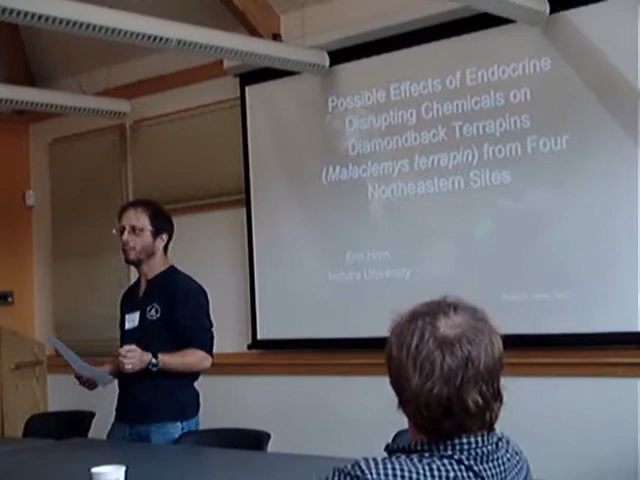 Possible Effects of Endocrine
Disrupting Chemicals on
Diamondback Terrapins
(Malaclemys terrapin) from Four
Northeastern Sites
Erin Horn
Hofstra University